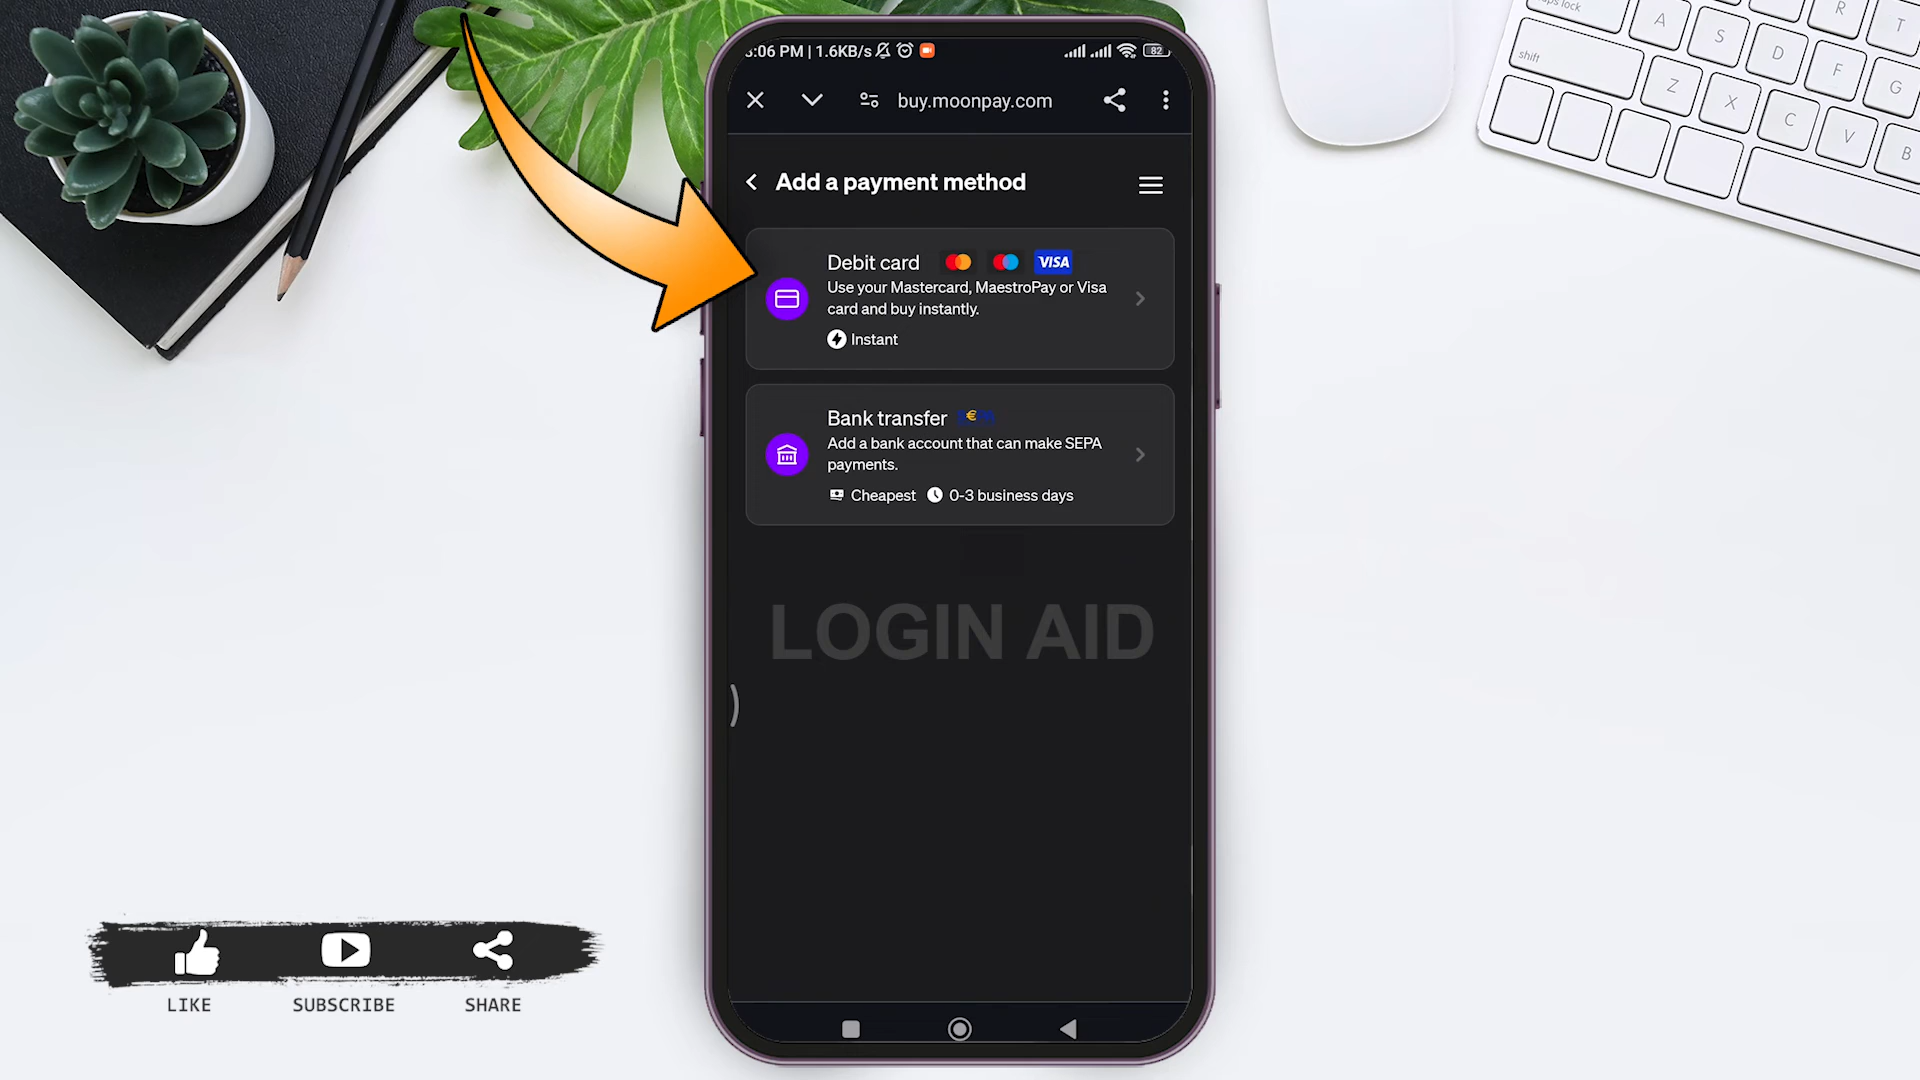 :06 PM | 1.6KB/s 82
buy.moonpay.com
Add a payment method
Debit card VISA
Use your Mastercard, MaestroPay or Visa
card and buy instantly.
Instant
Bank transfer
Add a bank account that can make SEPA
payments.
Cheapest 0-3 business days
LOGIN AID
LIKE SUBSCRIBE SHARE
caps lock
A S D F G
R T
shift
Z X C V B